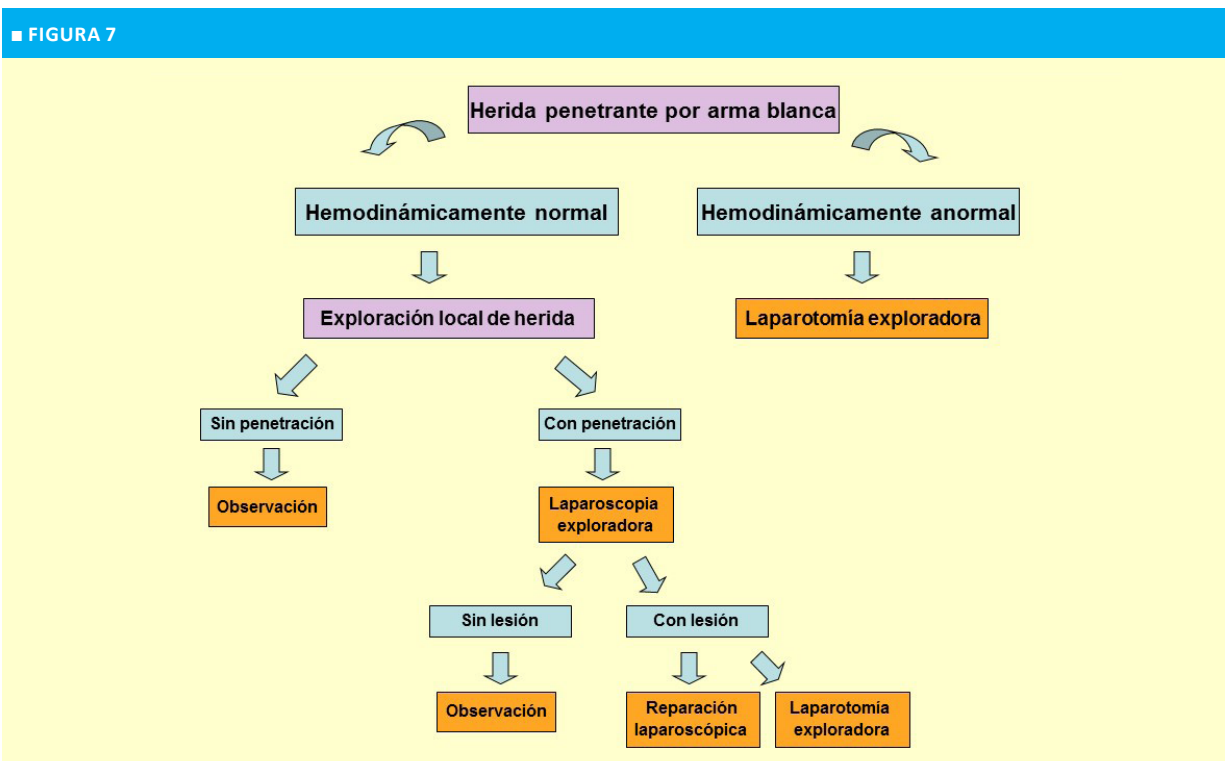 ■ FIGURA 7
Herida penetrante por arma blanca
Hemodinámicamente normal
Hemodinámicamente anormal
Exploración local de herida
Laparotomía exploradora
Sin penetración
Con penetración
Observación
Laparoscopia
exploradora
Sin lesión
Con lesión
Observación
Reparación
laparoscópica
Laparotomía
exploradora